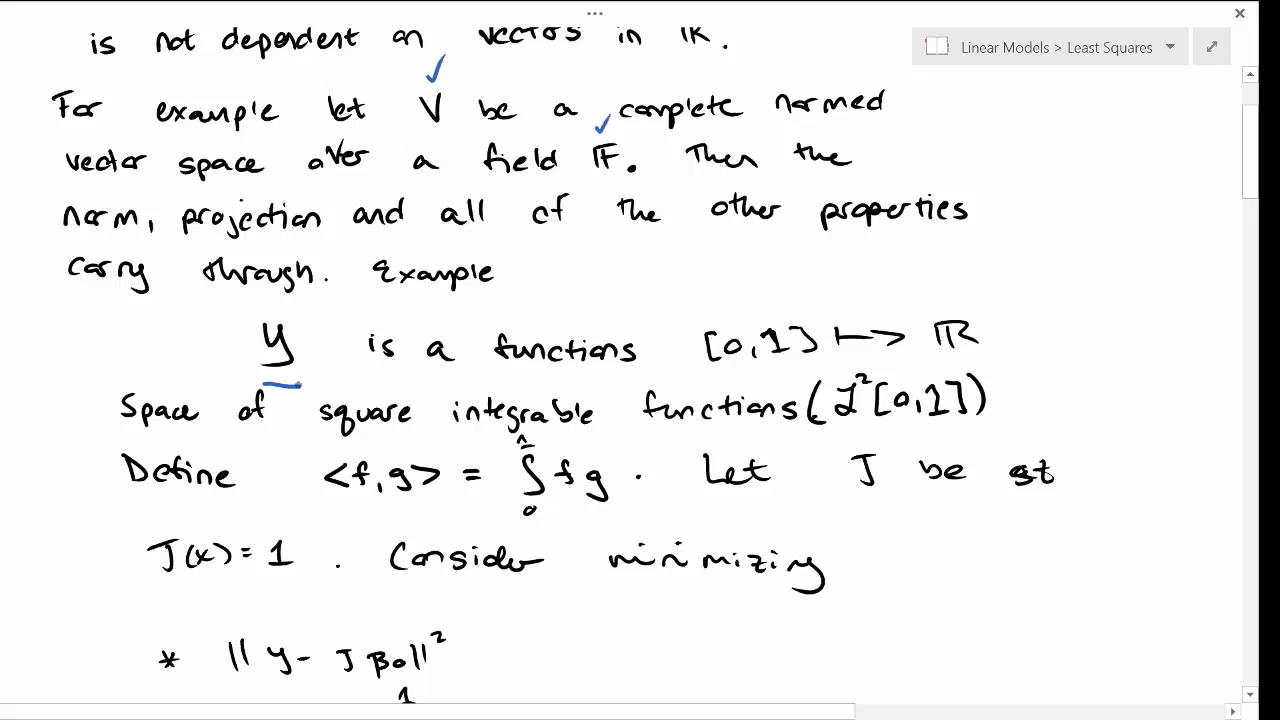 is not dependent on vectors in ℝ.
Linear Models > Least Squares
For example let V be a complete normed
vector space over a field 𝔽. Then the
norm, projection and all of the other properties
carry through. Example
y is a functions [0,1] ↦ ℝ
Space of square integrable functions (ℒ²[0,1])
Define <f,g> = ∫₀¹ f g . Let J be st
J(x) = 1 . Consider minimizing
* || y - J β₀ ||²